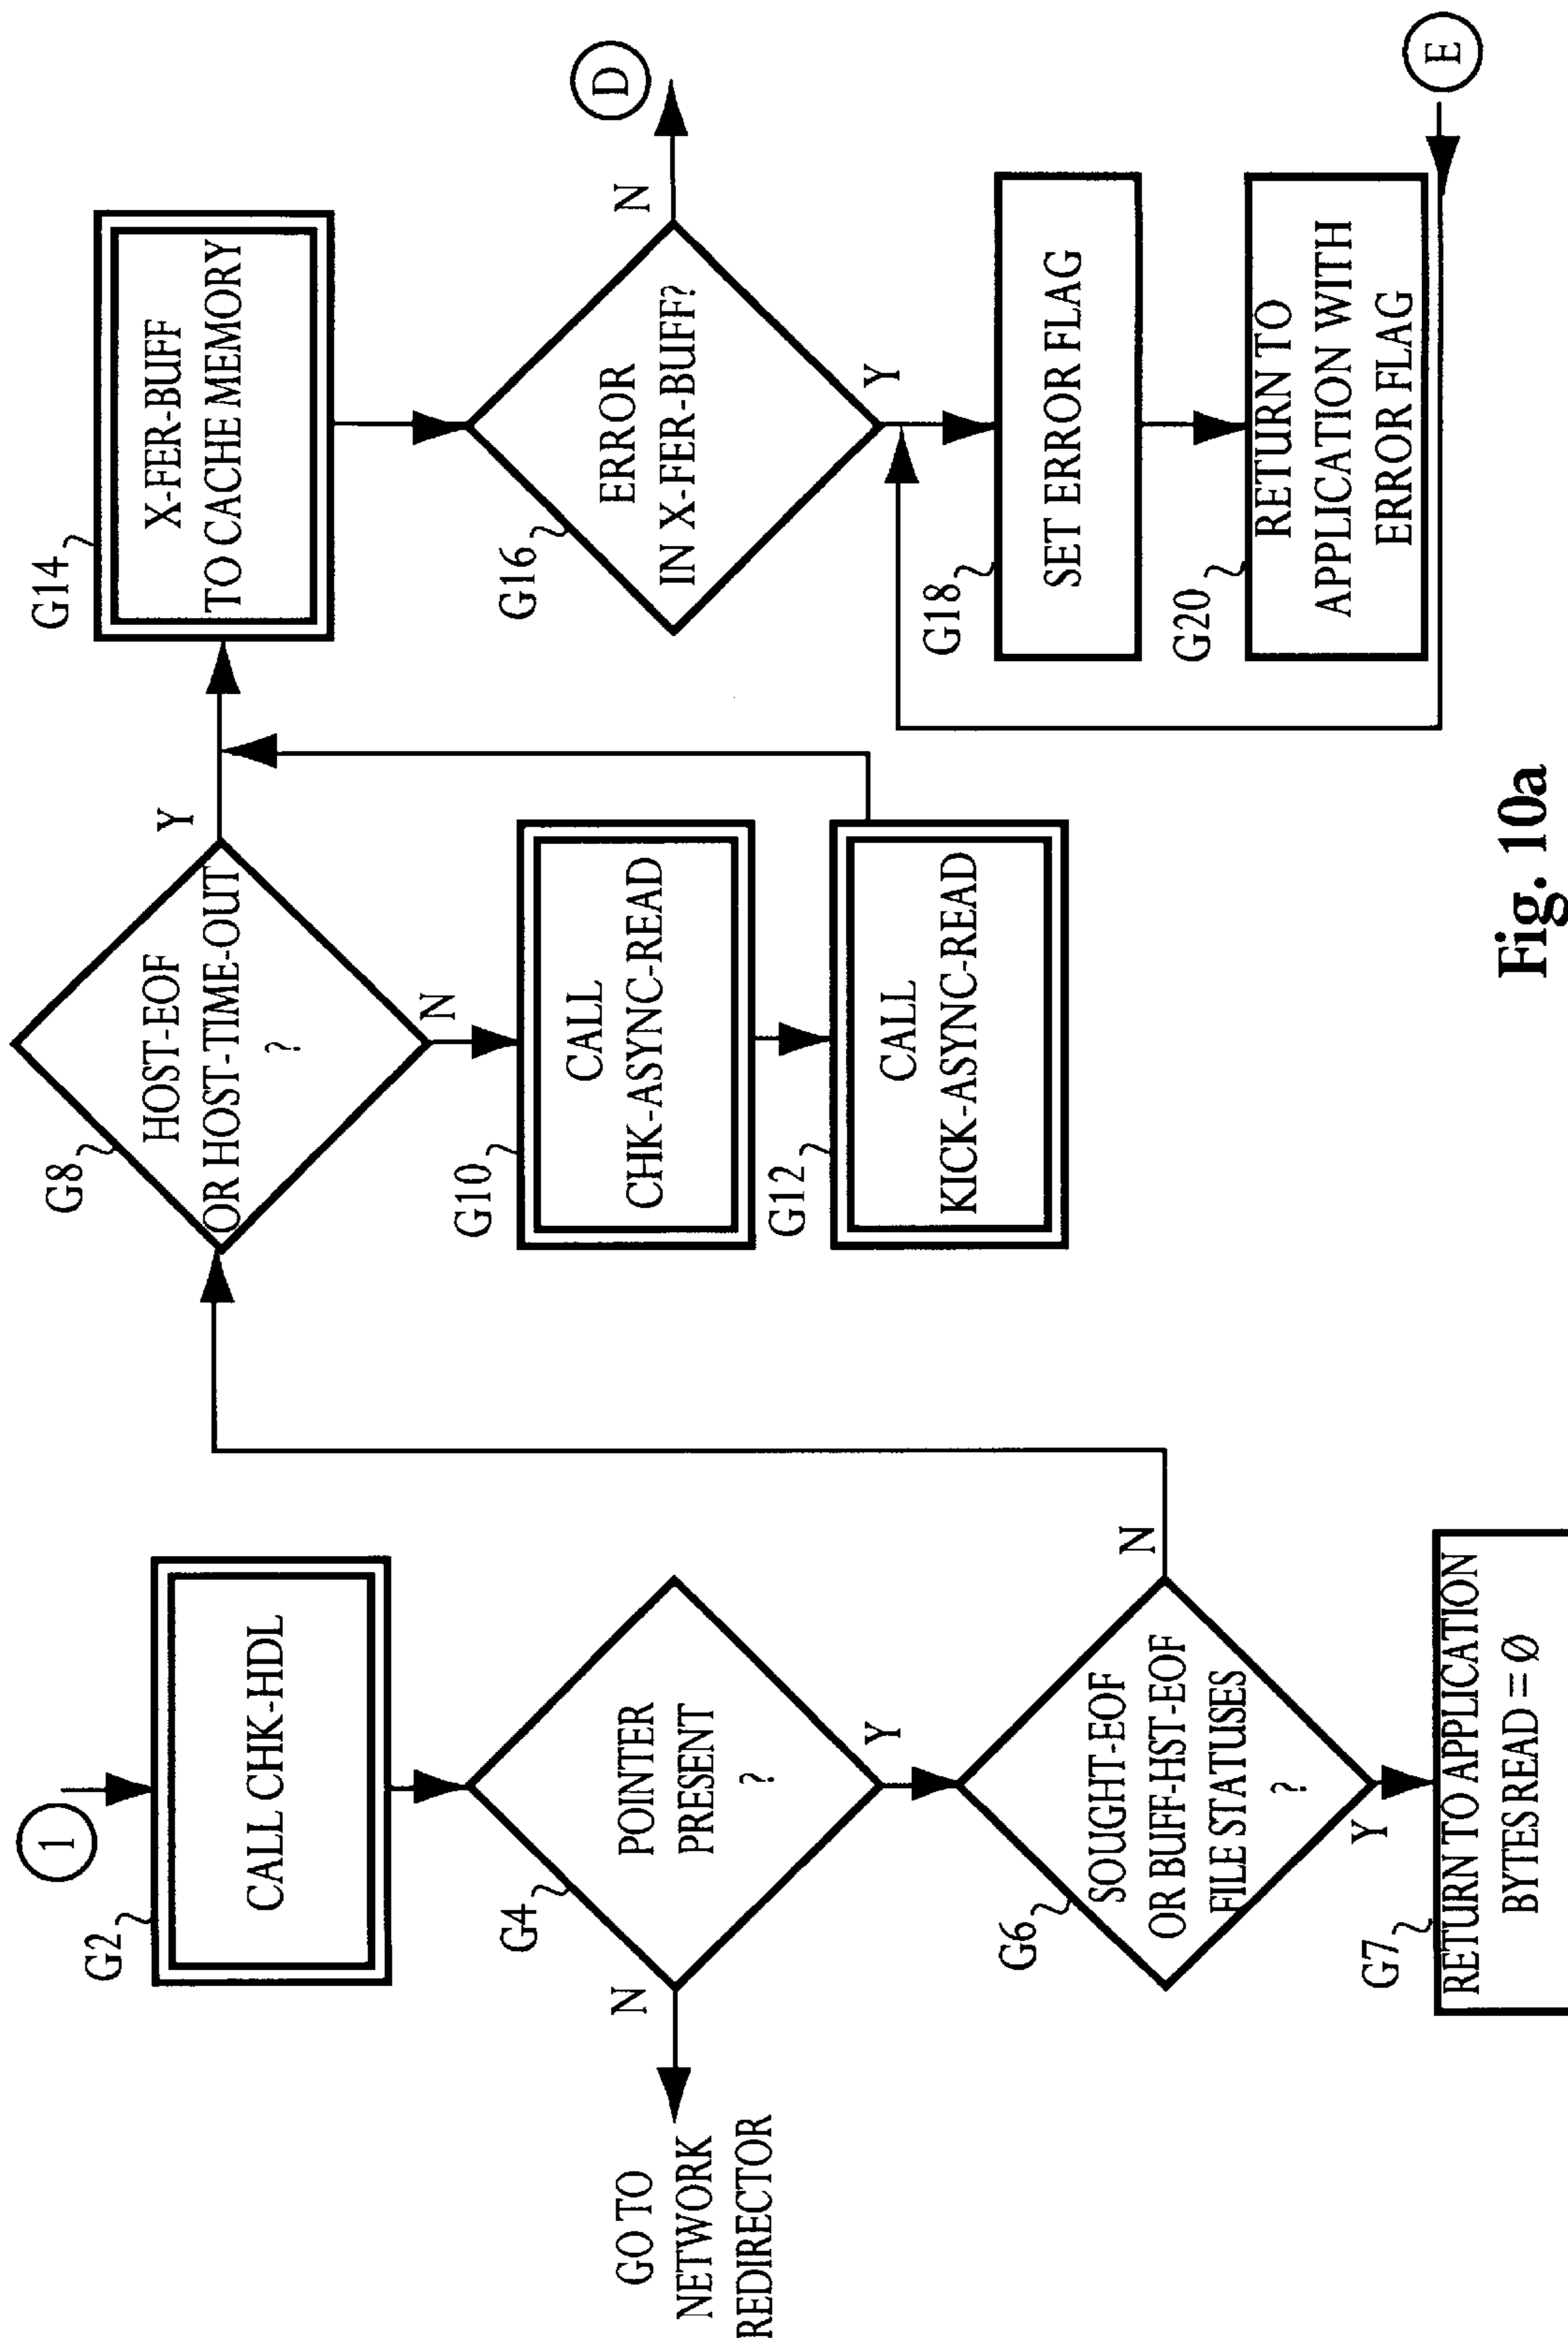 1
G2
CALL CHK-HDL
G4
POINTER
PRESENT
?
N
GO TO
NETWORK
REDIRECTOR
Y
G6
SOUGHT-EOF
OR BUFF-HST-EOF
FILE STATUSES
?
N
Y
G7
RETURN TO APPLICATION
BYTES READ = Ø
G8
HOST-EOF
OR HOST-TIME-OUT
?
Y
N
G10
CALL
CHK-ASYNC-READ
G12
CALL
KICK-ASYNC-READ
G14
X-FER-BUFF
TO CACHE MEMORY
G16
ERROR
IN X-FER-BUFF?
N
D
Y
G18
SET ERROR FLAG
G20
RETURN TO
APPLICATION WITH
ERROR FLAG
E
Fig. 10a